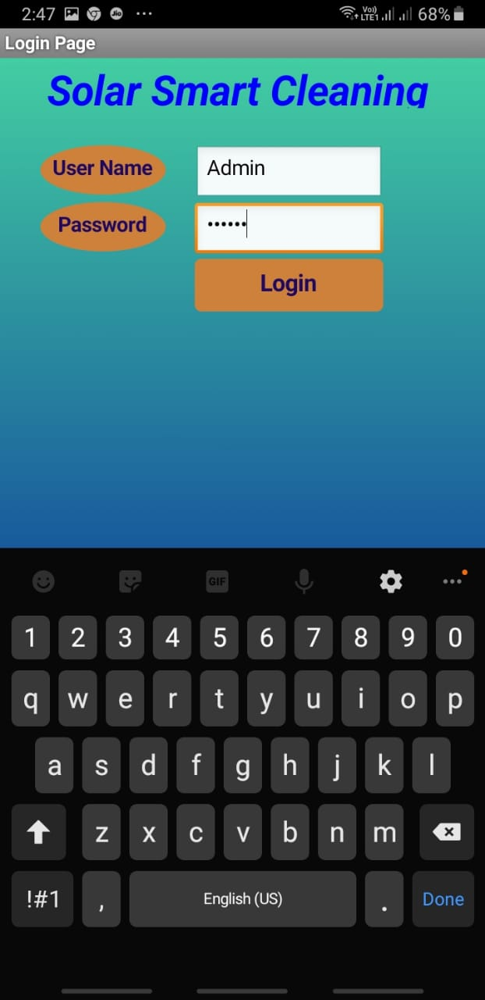 2:47 Jio ... Vo)) LTE1 68%
Login Page
Solar Smart Cleaning
User Name Admin
Password ••••••
Login
GIF
1 2 3 4 5 6 7 8 9 0
q w e r t y u i o p
a s d f g h j k l
z x c v b n m
!#1 , English (US) . Done